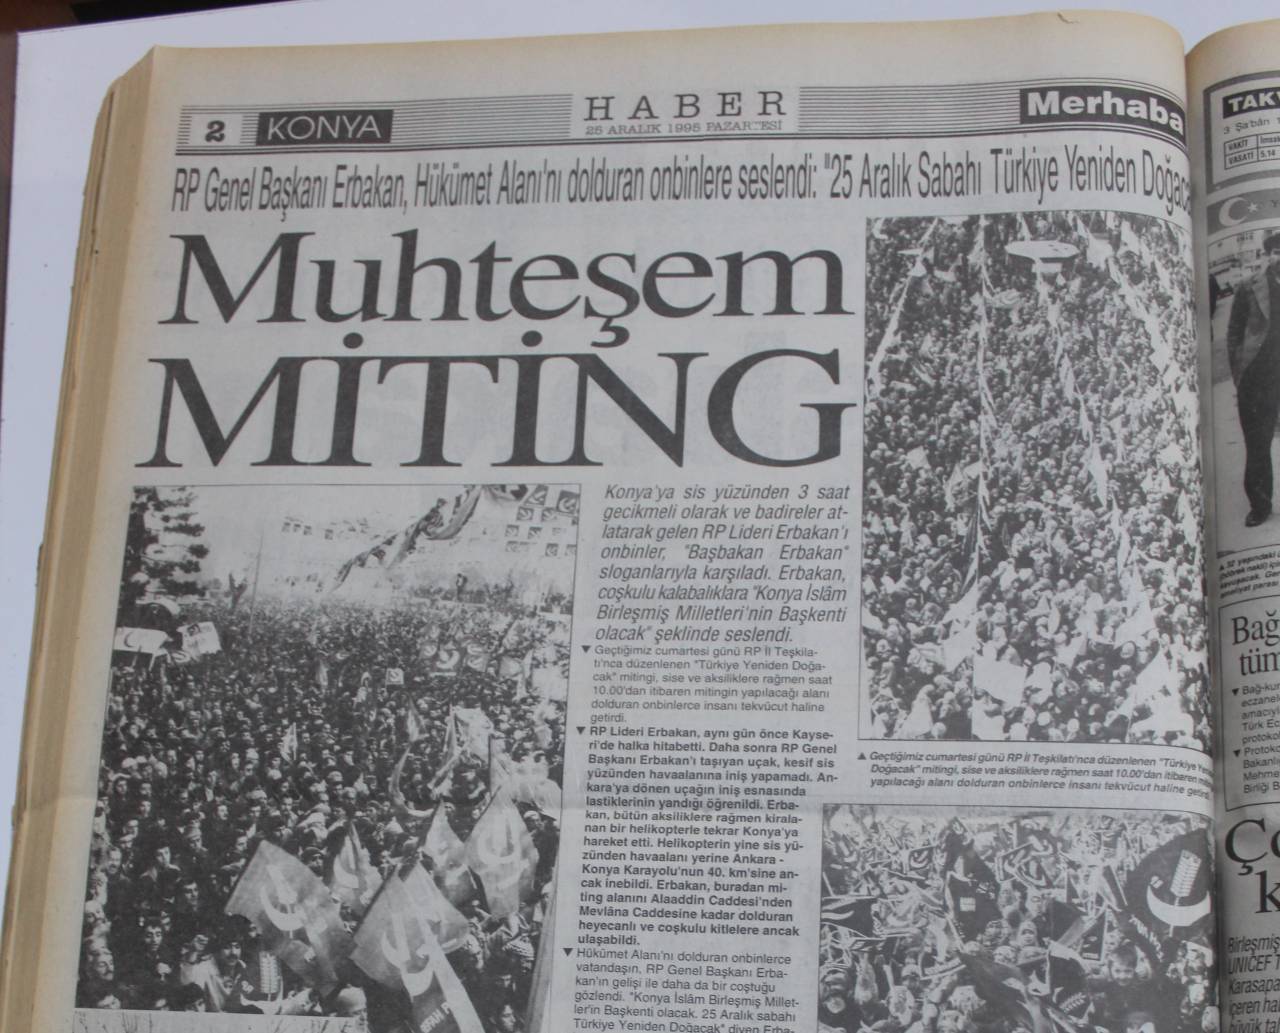 2
KONYA
HABER
25 ARALIK 1995 PAZARTESİ
Merhaba
RP Genel Başkanı Erbakan, Hükümet Alanı'nı dolduran onbinlere seslendi: "25 Aralık Sabahı Türkiye Yeniden
Muhteşem
MİTİNG
Konya'ya sis yüzünden 3 saat
gecikmeli olarak ve badireler at-
latarak gelen RP Lideri Erbakan'ı
onbinler, "Başbakan Erbakan"
sloganlarıyla karşıladı. Erbakan,
coşkulu kalabalıklara "Konya İslâm
Birleşmiş Milletleri'nin Başkenti
olacak" şeklinde seslendi.
▼ Geçtiğimiz cumartesi günü RP İl Teşkila-
tı'nca düzenlenen "Türkiye Yeniden Doğa-
cak" mitingi, sise ve aksiliklere rağmen saat
10.00'dan itibaren mitingin yapılacağı alanı
dolduran onbinlerce insanı tekvücut haline
getirdi.
▼ RP Lideri Erbakan, aynı gün önce Kayse-
ri'de halka hitabetti. Daha sonra RP Genel
Başkanı Erbakan'ı taşıyan uçak, kesif sis
yüzünden havaalanına iniş yapamadı. An-
kara'ya dönen uçağın iniş esnasında
lastiklerinin yandığı öğrenildi. Erba-
kan, bütün aksiliklere rağmen kirala-
nan bir helikopterle tekrar Konya'ya
hareket etti. Helikopterin yine sis yü-
zünden havaalanı yerine Ankara -
Konya Karayolu'nun 40. km'sine an-
cak inebildi. Erbakan, buradan mi-
ting alanını Alaaddin Caddesi'nden
Mevlâna Caddesine kadar dolduran
heyecanlı ve coşkulu kitlelere ancak
ulaşabildi.
▼ Hükümet Alanı'nı dolduran onbinlerce
vatandaşın, RP Genel Başkanı Erba-
kan'ın gelişi ile daha da bir coştuğu
gözlendi. "Konya İslâm Birleşmiş Millet-
ler'in Başkenti olacak. 25 Aralık sabahı
Türkiye Yeniden Doğacak" diyen Erba-
▲ Geçtiğimiz cumartesi günü RP İl Teşkilatı'nca düzenlenen "Türkiye
Doğacak" mitingi, sise ve aksiliklere rağmen saat 10.00'dan itibaren
yapılacağı alanı dolduran onbinlerce insanı tekvücut haline
3 Şa'bân
VAKİT
VASATİ 5.14
▲ 32 yaşındaki
Bağ
tüm
▼ Bağ-kur
amacıy
Türk
protokol
▼ Protoko
Bakanlı
Mehme
Birliği
Ço
k
Birleşmiş
UNICEF
Karasapa
içeren